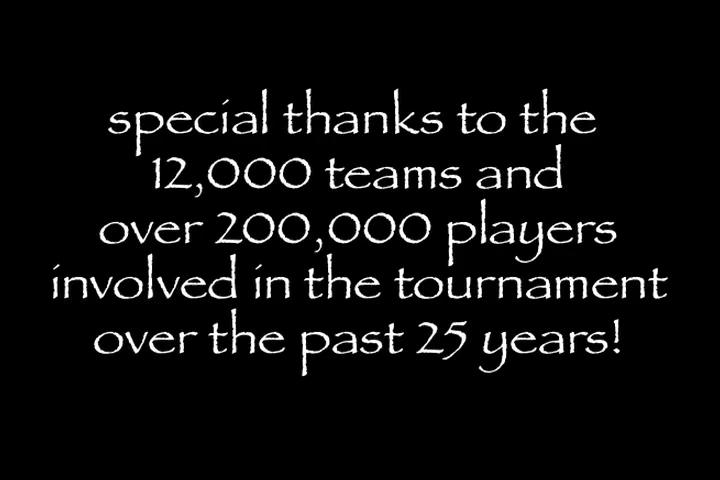 special thanks to the
12,000 teams and
over 200,000 players
involved in the tournament
over the past 25 years!